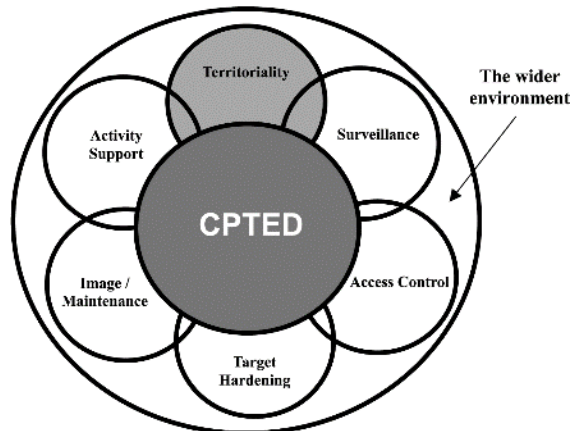 Territoriality
The wider
environment
Activity
Support
Surveillance
CPTED
Image /
Maintenance
Access Control
Target
Hardening